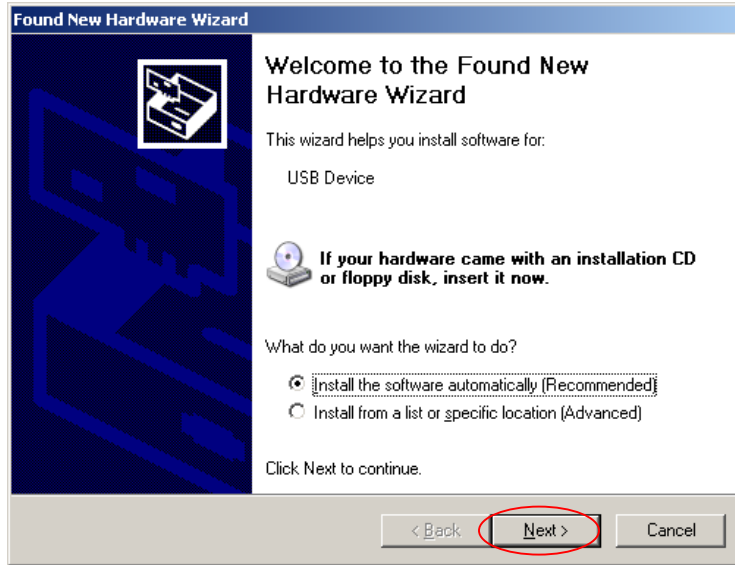 Found New Hardware Wizard
Welcome to the Found New
Hardware Wizard
This wizard helps you install software for:
USB Device
If your hardware came with an installation CD
or floppy disk, insert it now.
What do you want the wizard to do?
Install the software automatically (Recommended)
Install from a list or specific location (Advanced)
Click Next to continue.
< Back Next > Cancel